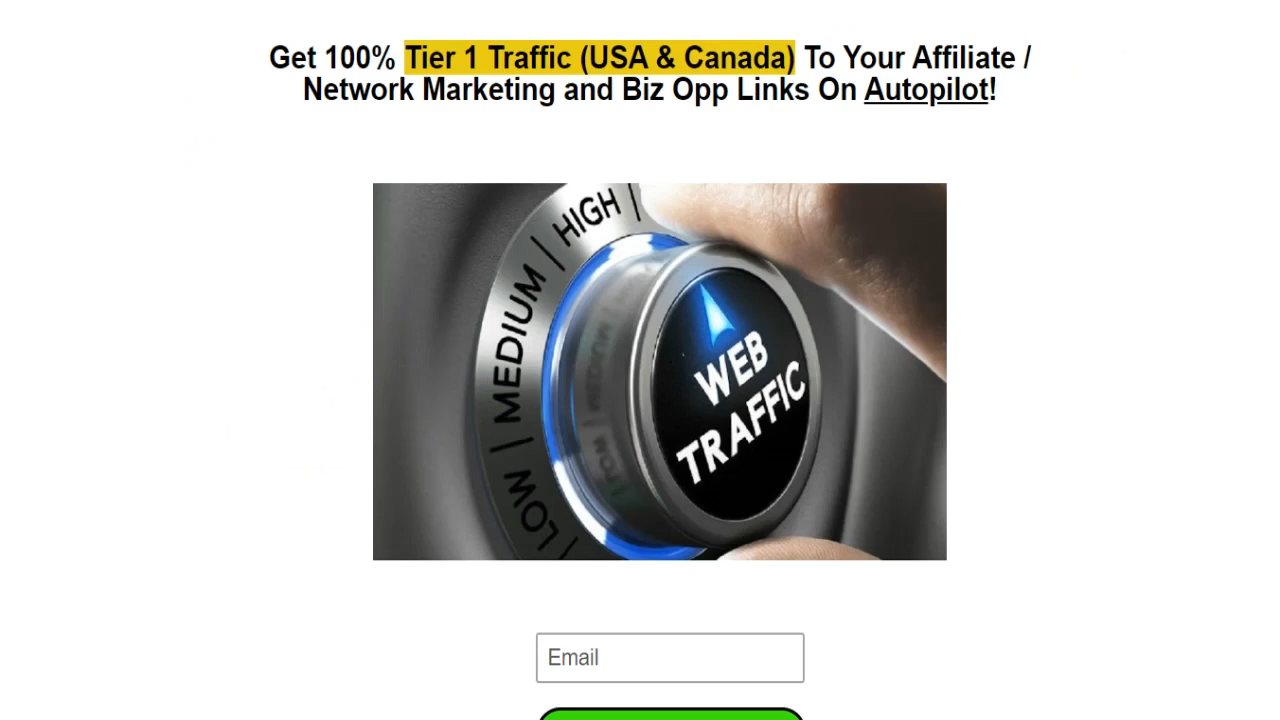 Get 100% Tier 1 Traffic (USA & Canada) To Your Affiliate /
Network Marketing and Biz Opp Links On Autopilot!
HIGH |
MEDIUM |
LOW |
WEB
TRAFFIC
Email